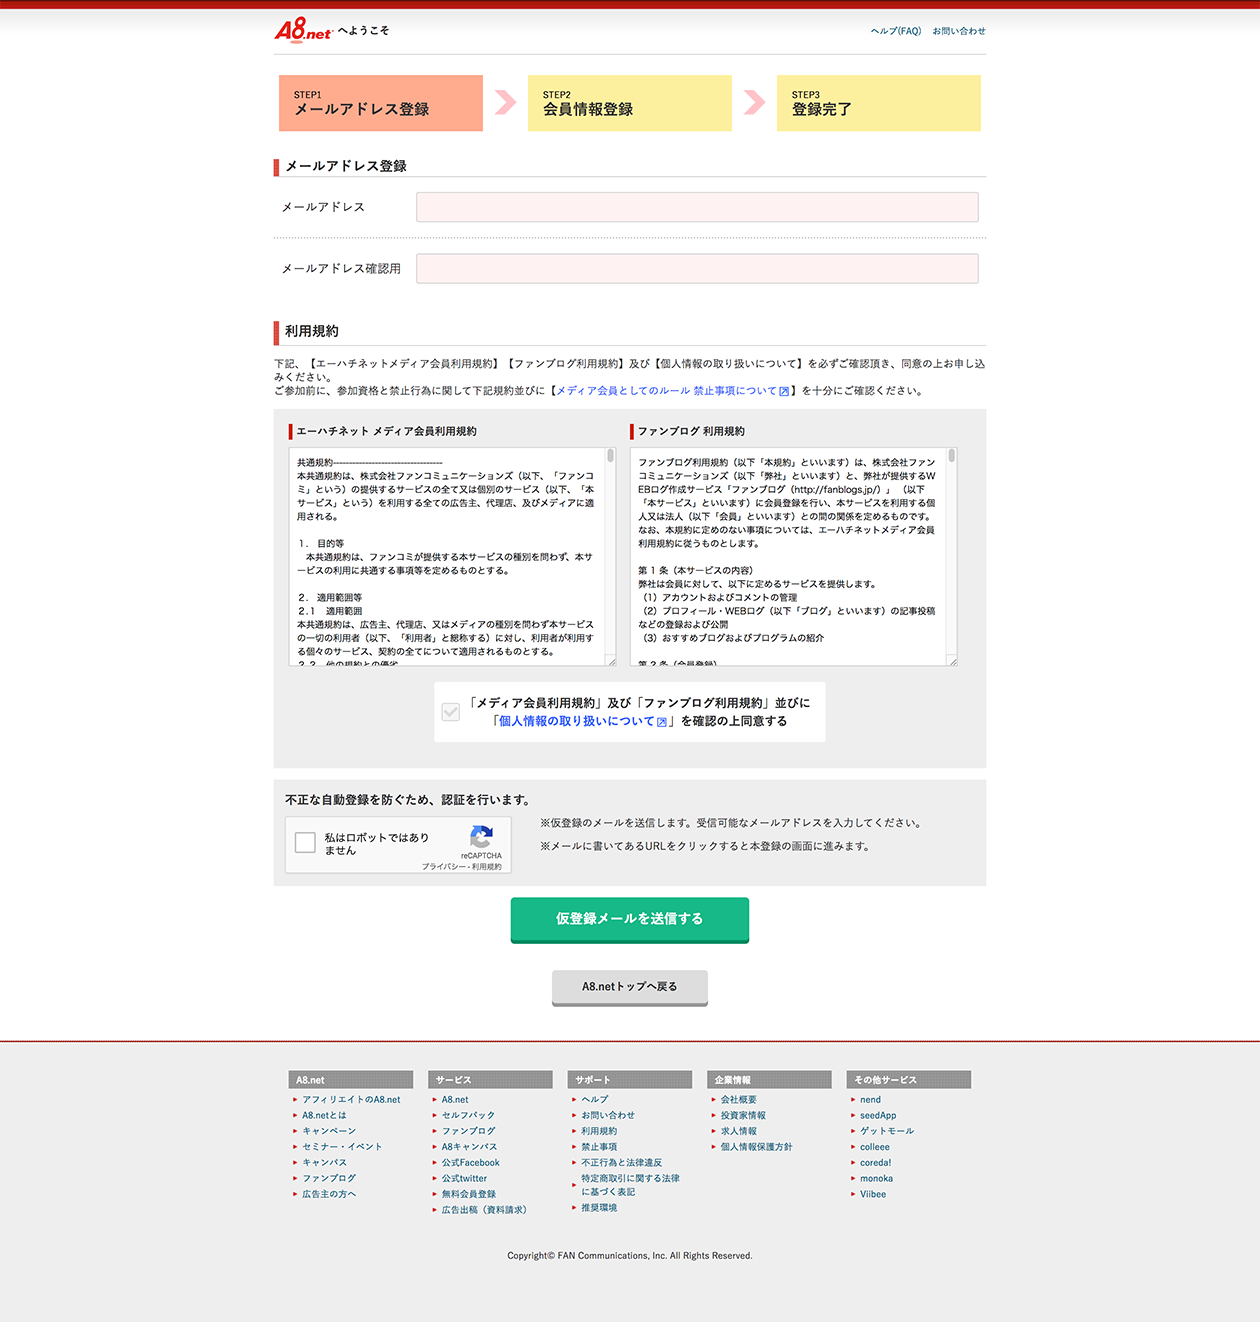 A8.net へようこそ
ヘルプ(FAQ) お問い合わせ
STEP1
メールアドレス登録
STEP2
会員情報登録
STEP3
登録完了
メールアドレス登録
メールアドレス
メールアドレス確認用
利用規約
下記、【エーハチネットメディア会員利用規約】【ファンブログ利用規約】及び【個人情報の取り扱いについて】を必ずご確認頂き、同意の上お申し込
みください。
ご参加前に、参加資格と禁止行為に関して下記規約並びに【メディア会員としてのルール 禁止事項について】を十分にご確認ください。
エーハチネット メディア会員利用規約
共通規約----------------------------------
本共通規約は、株式会社ファンコミュニケーションズ（以下、「ファンコ
ミ」という）の提供するサービスの全て又は個別のサービス（以下、「本
サービス」という）を利用する全ての広告主、代理店、及びメディアに適
用される。
１． 目的等
本共通規約は、ファンコミが提供する本サービスの種別を問わず、本サ
ービスの利用に共通する事項等を定めるものとする。
２． 適用範囲等
２.１ 適用範囲
本共通規約は、広告主、代理店、又はメディアの種別を問わず本サービス
の一切の利用者（以下、「利用者」と総称する）に対し、利用者が利用す
る個々のサービス、契約の全てについて適用されるものとする。
２.２ 他の規約との優劣
ファンブログ 利用規約
ファンブログ利用規約（以下「本規約」といいます）は、株式会社ファン
コミュニケーションズ（以下「弊社」といいます）と、弊社が提供するW
EBログ作成サービス「ファンブログ（http://fanblogs.jp/）」（以下
「本サービス」といいます）に会員登録を行い、本サービスを利用する個
人又は法人（以下「会員」といいます）との間の関係を定めるものです。
なお、本規約に定めのない事項については、エーハチネットメディア会員
利用規約に従うものとします。
第１条（本サービスの内容）
弊社は会員に対して、以下に定めるサービスを提供します。
（1）アカウントおよびコメントの管理
（2）プロフィール・WEBログ（以下「ブログ」といいます）の記事投稿
などの登録および公開
（3）おすすめブログおよびプログラムの紹介
第２条（会員登録）
「メディア会員利用規約」及び「ファンブログ利用規約」並びに
「個人情報の取り扱いについて」を確認の上同意する
不正な自動登録を防ぐため、認証を行います。
私はロボットではあり
ません
reCAPTCHA
プライバシー - 利用規約
※仮登録のメールを送信します。受信可能なメールアドレスを入力してください。
※メールに書いてあるURLをクリックすると本登録の画面に進みます。
仮登録メールを送信する
A8.netトップへ戻る
A8.net
アフィリエイトのA8.net
A8.netとは
キャンペーン
セミナー・イベント
キャンパス
ファンブログ
広告主の方へ
サービス
A8.net
セルフバック
ファンブログ
A8キャンパス
公式Facebook
公式twitter
無料会員登録
広告出稿（資料請求）
サポート
ヘルプ
お問い合わせ
利用規約
禁止事項
不正行為と法律違反
特定商取引に関する法律
に基づく表記
推奨環境
企業情報
会社概要
投資家情報
求人情報
個人情報保護方針
その他サービス
nend
seedApp
ゲットモール
colleee
coreda!
monoka
Viibee
Copyright© FAN Communications, Inc. All Rights Reserved.